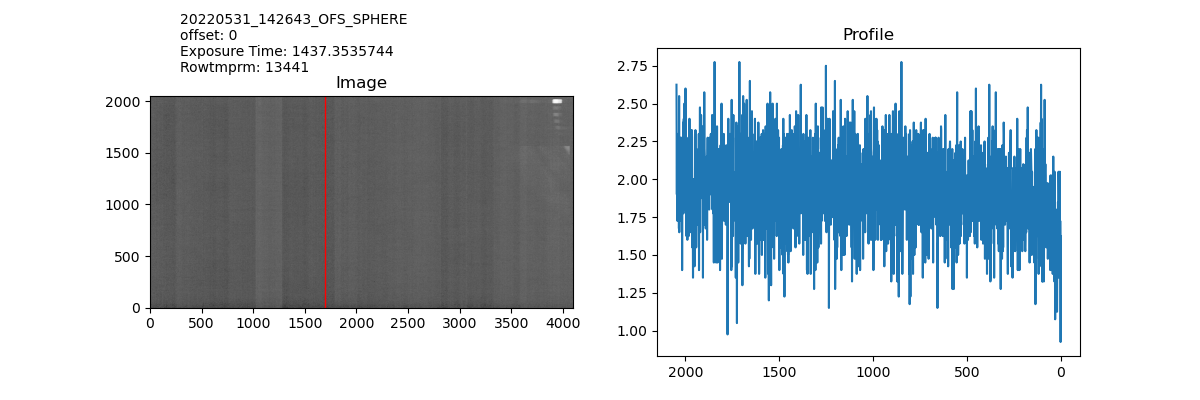 20220531_142643_OFS_SPHERE
offset: 0
Exposure Time: 1437.3535744
Rowtmprm: 13441
Image
2000
1500
1000
500
0
0 500 1000 1500 2000 2500 3000 3500 4000
Profile
2.75
2.50
2.25
2.00
1.75
1.50
1.25
1.00
2000 1500 1000 500 0